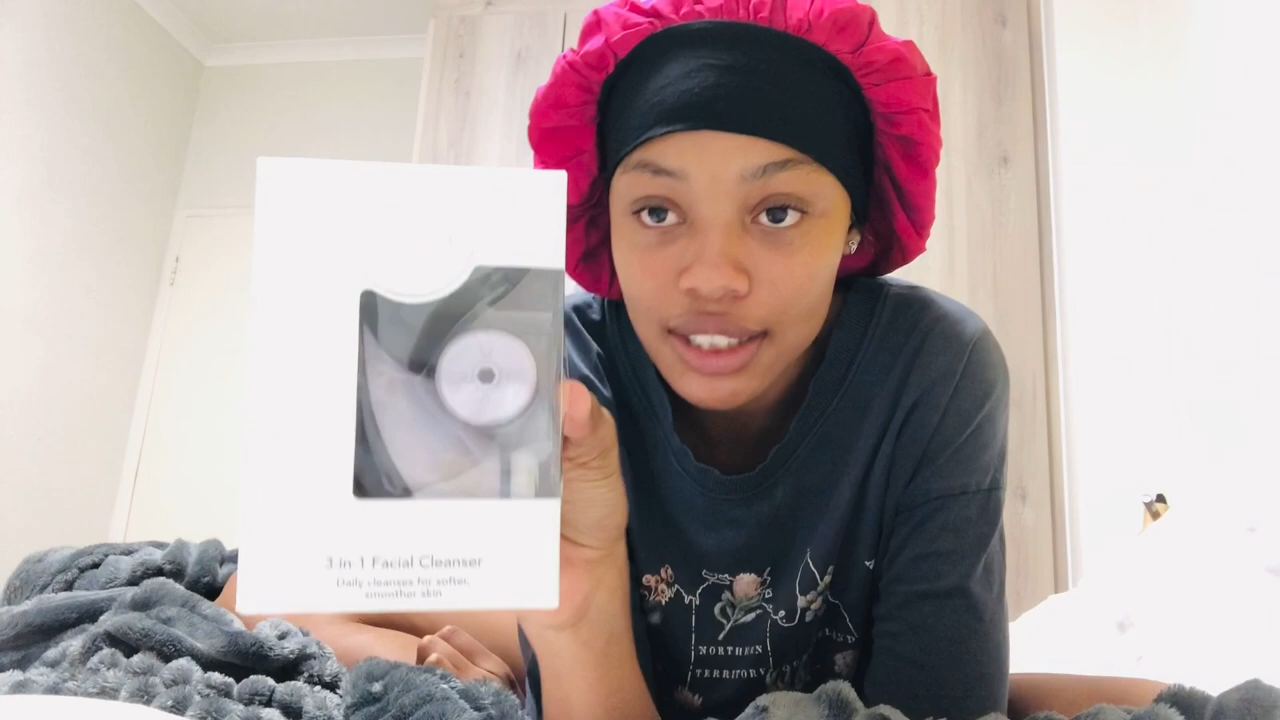 3 in 1 Facial Cleanser
Daily cleanses for softer,
smoother skin
NORTHERN
TERRITORY